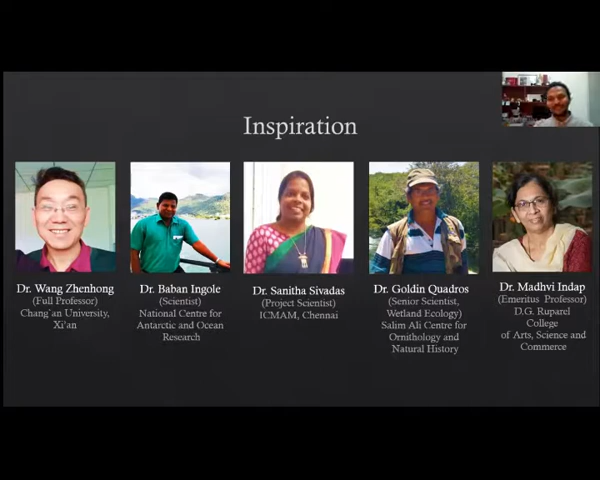 Inspiration
Dr. Wang Zhenhong
(Full Professor)
Chang'an University,
Xi'an
Dr. Baban Ingole
(Scientist)
National Centre for
Antarctic and Ocean
Research
Dr. Sanitha Sivadas
(Project Scientist)
ICMAM, Chennai
Dr. Goldin Quadros
(Senior Scientist,
Wetland Ecology)
Salim Ali Centre for
Ornithology and
Natural History
Dr. Madhvi Indap
(Emeritus Professor)
D.G. Ruparel
College
of Arts, Science and
Commerce